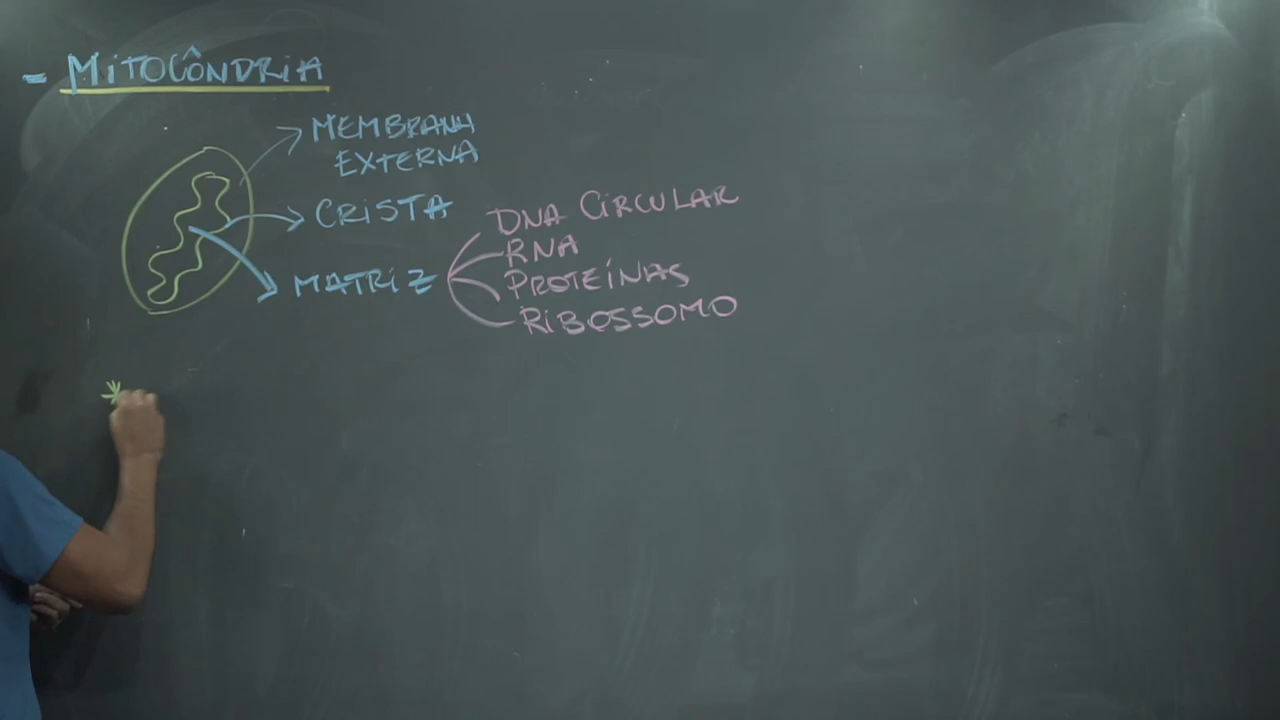 - MITOCÔNDRIA
MEMBRANA
EXTERNA
CRISTA
MATRIZ
DNA CIRCULAR
RNA
PROTEÍNAS
RIBOSSOMO
*